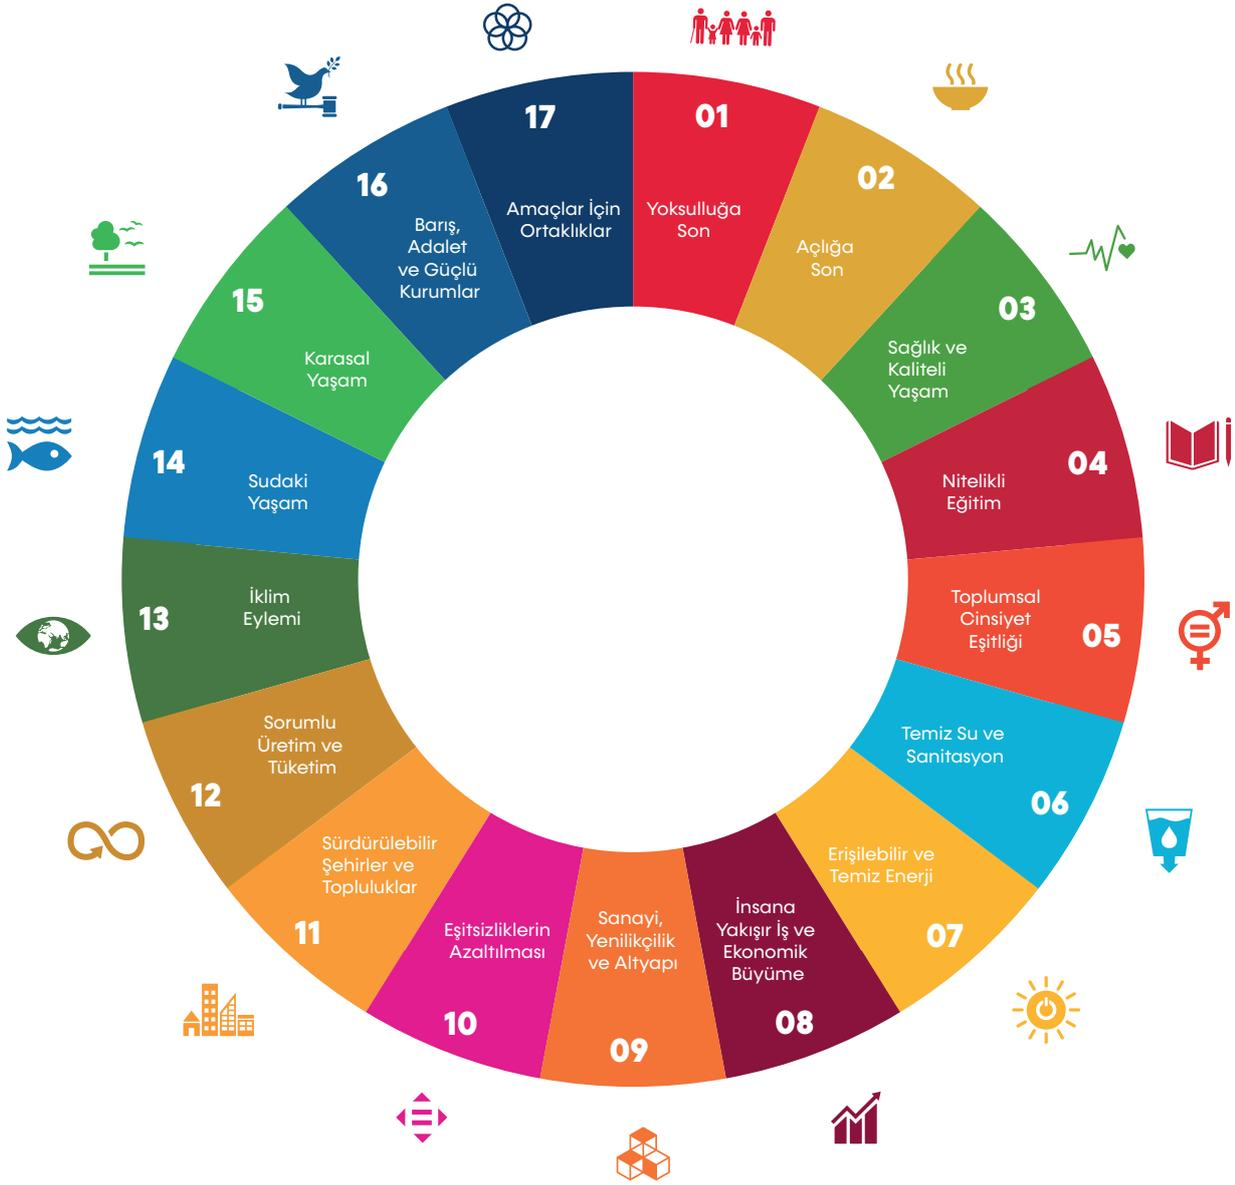 01
Yoksulluğa
Son
02
Açlığa
Son
03
Sağlık ve
Kaliteli
Yaşam
04
Nitelikli
Eğitim
05
Toplumsal
Cinsiyet
Eşitliği
06
Temiz Su ve
Sanitasyon
07
Erişilebilir ve
Temiz Enerji
08
İnsana
Yakışır İş ve
Ekonomik
Büyüme
09
Sanayi,
Yenilikçilik
ve Altyapı
10
Eşitsizliklerin
Azaltılması
11
Sürdürülebilir
Şehirler ve
Topluluklar
12
Sorumlu
Üretim ve
Tüketim
13
İklim
Eylemi
14
Sudaki
Yaşam
15
Karasal
Yaşam
16
Barış,
Adalet
ve Güçlü
Kurumlar
17
Amaçlar İçin
Ortaklıklar